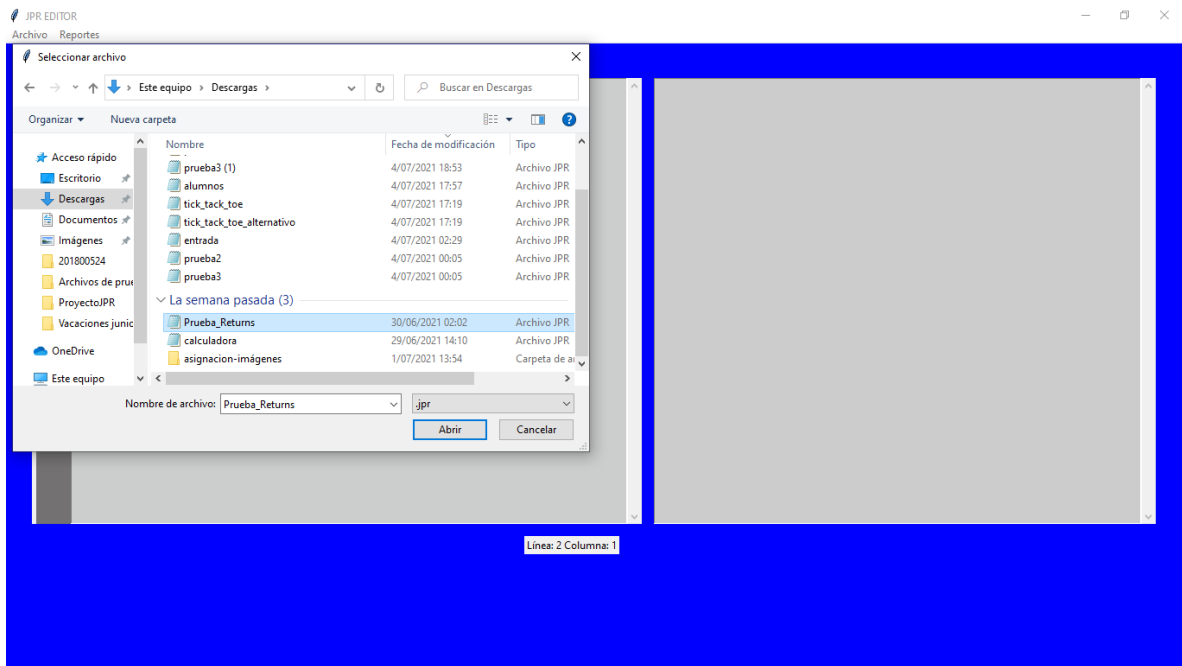 JPR EDITOR
Archivo Reportes
Seleccionar archivo
Este equipo > Descargas >
Buscar en Descargas
Organizar Nueva carpeta
Nombre Fecha de modificación Tipo
Acceso rápido
Escritorio
Descargas
Documentos
Imágenes
201800524
Archivos de prue
ProyectoJPR
Vacaciones junic
OneDrive
Este equipo
prueba3 (1) 4/07/2021 18:53 Archivo JPR
alumnos 4/07/2021 17:57 Archivo JPR
tick_tack_toe 4/07/2021 17:19 Archivo JPR
tick_tack_toe_alternativo 4/07/2021 17:19 Archivo JPR
entrada 4/07/2021 02:29 Archivo JPR
prueba2 4/07/2021 00:05 Archivo JPR
prueba3 4/07/2021 00:05 Archivo JPR
La semana pasada (3)
Prueba_Returns 30/06/2021 02:02 Archivo JPR
calculadora 29/06/2021 14:10 Archivo JPR
asignacion-imágenes 1/07/2021 13:54 Carpeta de a
Nombre de archivo: Prueba_Returns .jpr
Abrir Cancelar
Línea: 2 Columna: 1